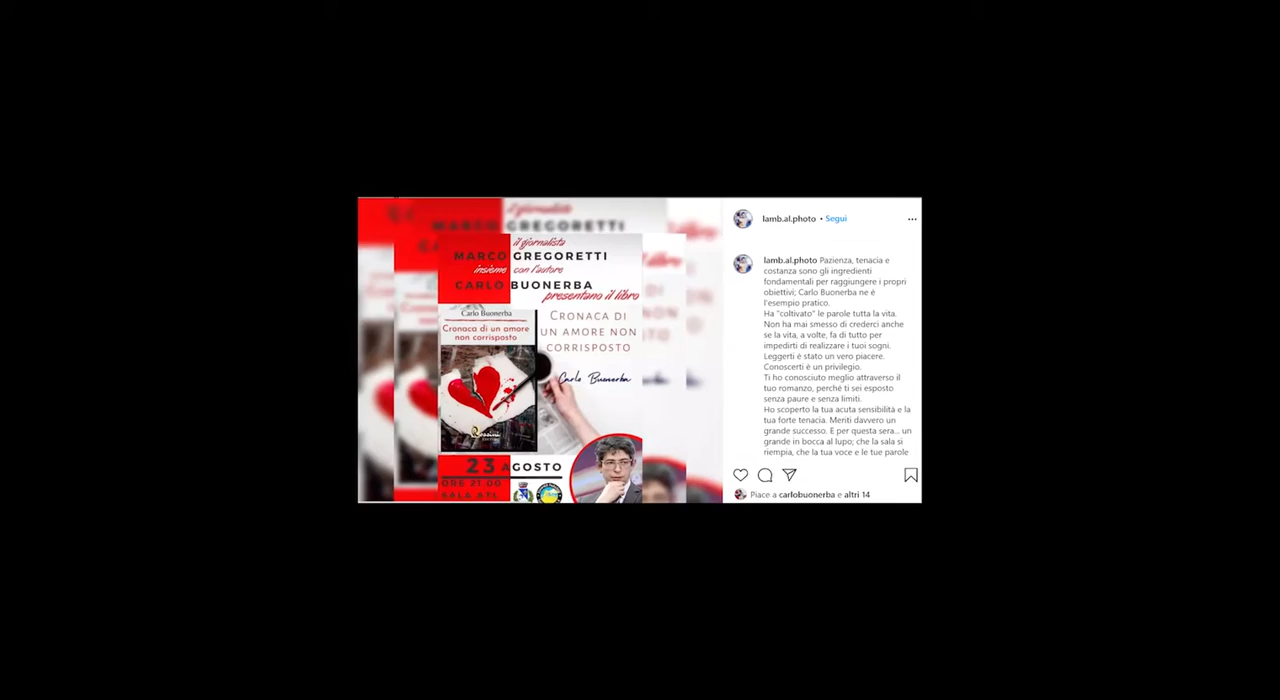 il giornalista
MARCO GREGORETTI
insieme con l'autore
CARLO BUONERBA
presentano il libro
Carlo Buonerba
Cronaca di un amore
non corrisposto
CRONACA DI
UN AMORE NON
CORRISPOSTO
Carlo Buonerba
23 AGOSTO
ORE 21.00
SALA ATL
lamb.al.photo • Segui
lamb.al.photo Pazienza, tenacia e
costanza sono gli ingredienti
fondamentali per raggiungere i propri
obiettivi; Carlo Buonerba ne è
l'esempio pratico.
Ha "coltivato" le parole tutta la vita.
Non ha mai smesso di crederci anche
se la vita, a volte, fa di tutto per
impedirti di realizzare i tuoi sogni.
Leggerti è stato un vero piacere.
Conoscerti è un privilegio.
Ti ho conosciuto meglio attraverso il
tuo romanzo, perché ti sei esposto
senza paure e senza limiti.
Ho scoperto la tua acuta sensibilità e la
tua forte tenacia. Meriti davvero un
grande successo. E per questa sera... un
grande in bocca al lupo; che la sala si
riempia, che la tua voce e le tue parole
Piace a carlobuonerba e altri 14